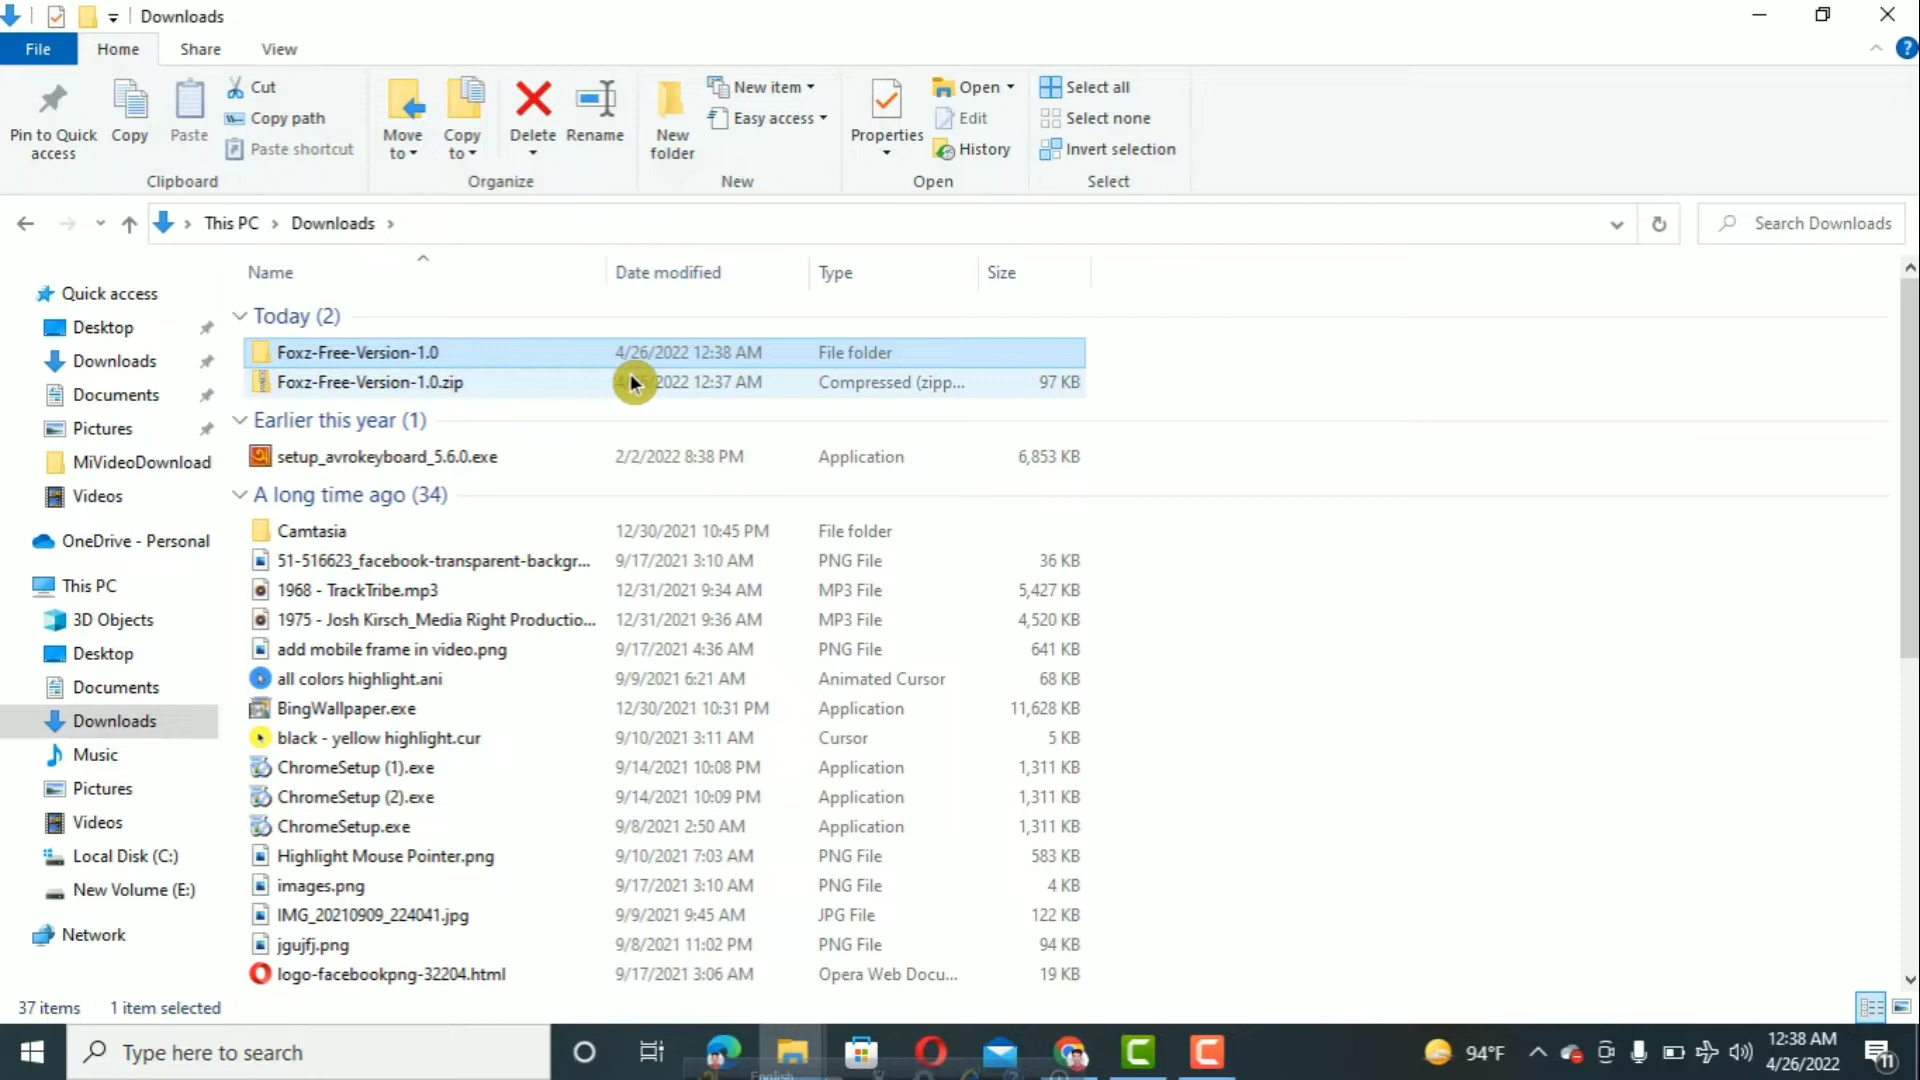 Downloads
File Home Share View
Pin to Quick access
Copy
Paste
Cut
Copy path
Paste shortcut
Clipboard
Move to
Copy to
Delete
Rename
Organize
New folder
New item
Easy access
New
Properties
Open
Edit
History
Open
Select all
Select none
Invert selection
Select
This PC Downloads
Search Downloads
Name Date modified Type Size
Quick access
Desktop
Downloads
Documents
Pictures
MiVideoDownload
Videos
OneDrive - Personal
This PC
3D Objects
Desktop
Documents
Downloads
Music
Pictures
Videos
Local Disk (C:)
New Volume (E:)
Network
Today (2)
Foxz-Free-Version-1.0 4/26/2022 12:38 AM File folder
Foxz-Free-Version-1.0.zip 2022 12:37 AM Compressed (zipp... 97 KB
Earlier this year (1)
setup_avrokeyboard_5.6.0.exe 2/2/2022 8:38 PM Application 6,853 KB
A long time ago (34)
Camtasia 12/30/2021 10:45 PM File folder
51-516623_facebook-transparent-backgr... 9/17/2021 3:10 AM PNG File 36 KB
1968 - TrackTribe.mp3 12/31/2021 9:34 AM MP3 File 5,427 KB
1975 - Josh Kirsch_Media Right Productio... 12/31/2021 9:36 AM MP3 File 4,520 KB
add mobile frame in video.png 9/17/2021 4:36 AM PNG File 641 KB
all colors highlight.ani 9/9/2021 6:21 AM Animated Cursor 68 KB
BingWallpaper.exe 12/30/2021 10:31 PM Application 11,628 KB
black - yellow highlight.cur 9/10/2021 3:11 AM Cursor 5 KB
ChromeSetup (1).exe 9/14/2021 10:08 PM Application 1,311 KB
ChromeSetup (2).exe 9/14/2021 10:09 PM Application 1,311 KB
ChromeSetup.exe 9/8/2021 2:50 AM Application 1,311 KB
Highlight Mouse Pointer.png 9/10/2021 7:03 AM PNG File 583 KB
images.png 9/17/2021 3:10 AM PNG File 4 KB
IMG_20210909_224041.jpg 9/9/2021 9:45 AM JPG File 122 KB
jgujfj.png 9/8/2021 11:02 PM PNG File 94 KB
logo-facebookpng-32204.html 9/17/2021 3:06 AM Opera Web Docu... 19 KB
37 items 1 item selected
Type here to search
English
94°F
12:38 AM
4/26/2022
11